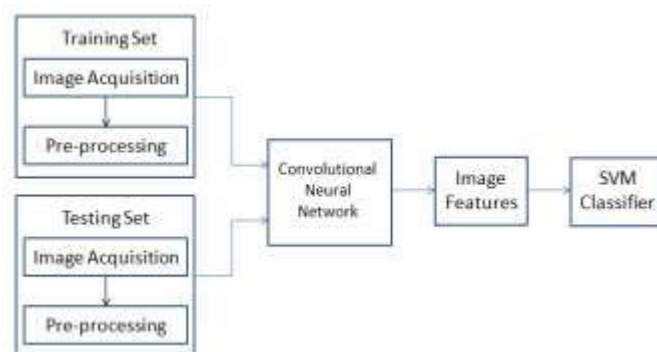 Training Set
Image Acquisition
Pre-processing
Testing Set
Image Acquisition
Pre-processing
Convolutional
Neural
Network
Image
Features
SVM
Classifier